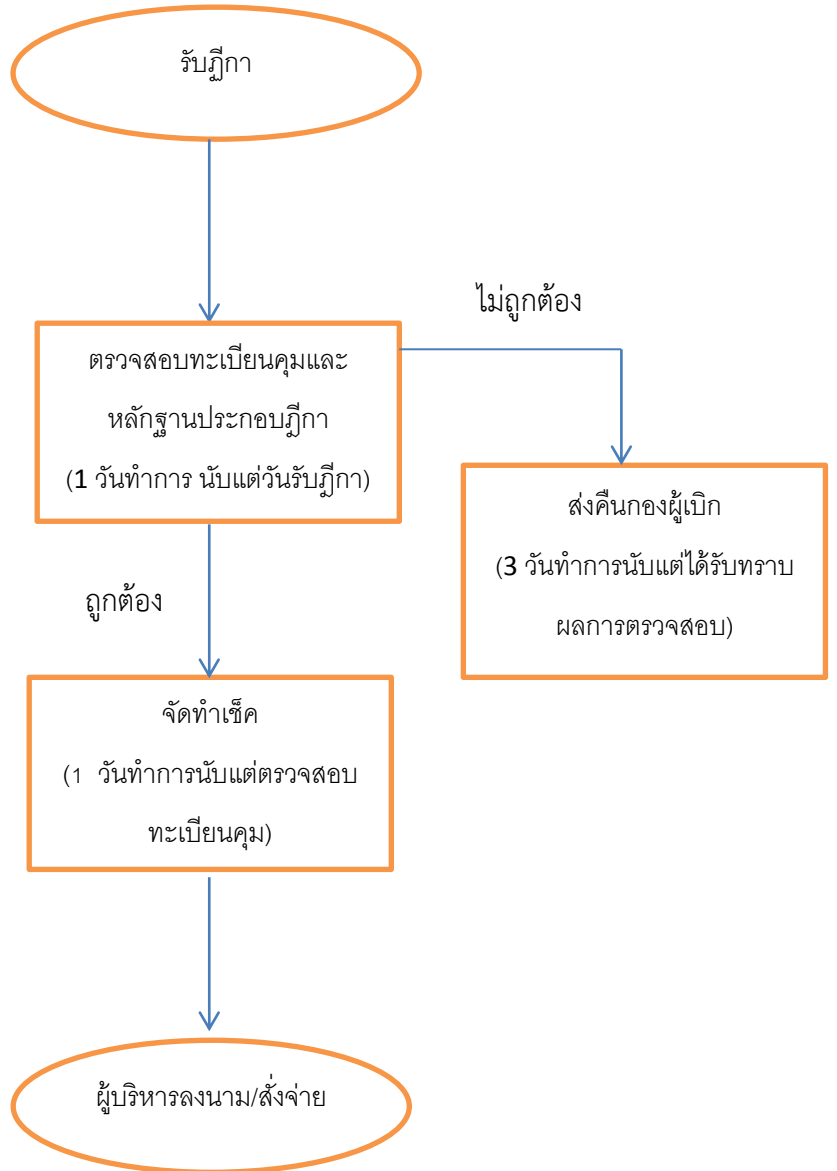 รับฎีกา
ไม่ถูกต้อง
ตรวจสอบทะเบียนคุมและ
หลักฐานประกอบฎีกา
(1 วันทำการ นับแต่วันรับฎีกา)
ส่งคืนกองผู้เบิก
(3 วันทำการนับแต่ได้รับทราบ
ผลการตรวจสอบ)
ถูกต้อง
จัดทำเช็ค
(1 วันทำการนับแต่ตรวจสอบ
ทะเบียนคุม)
ผู้บริหารลงนาม/สั่งจ่าย